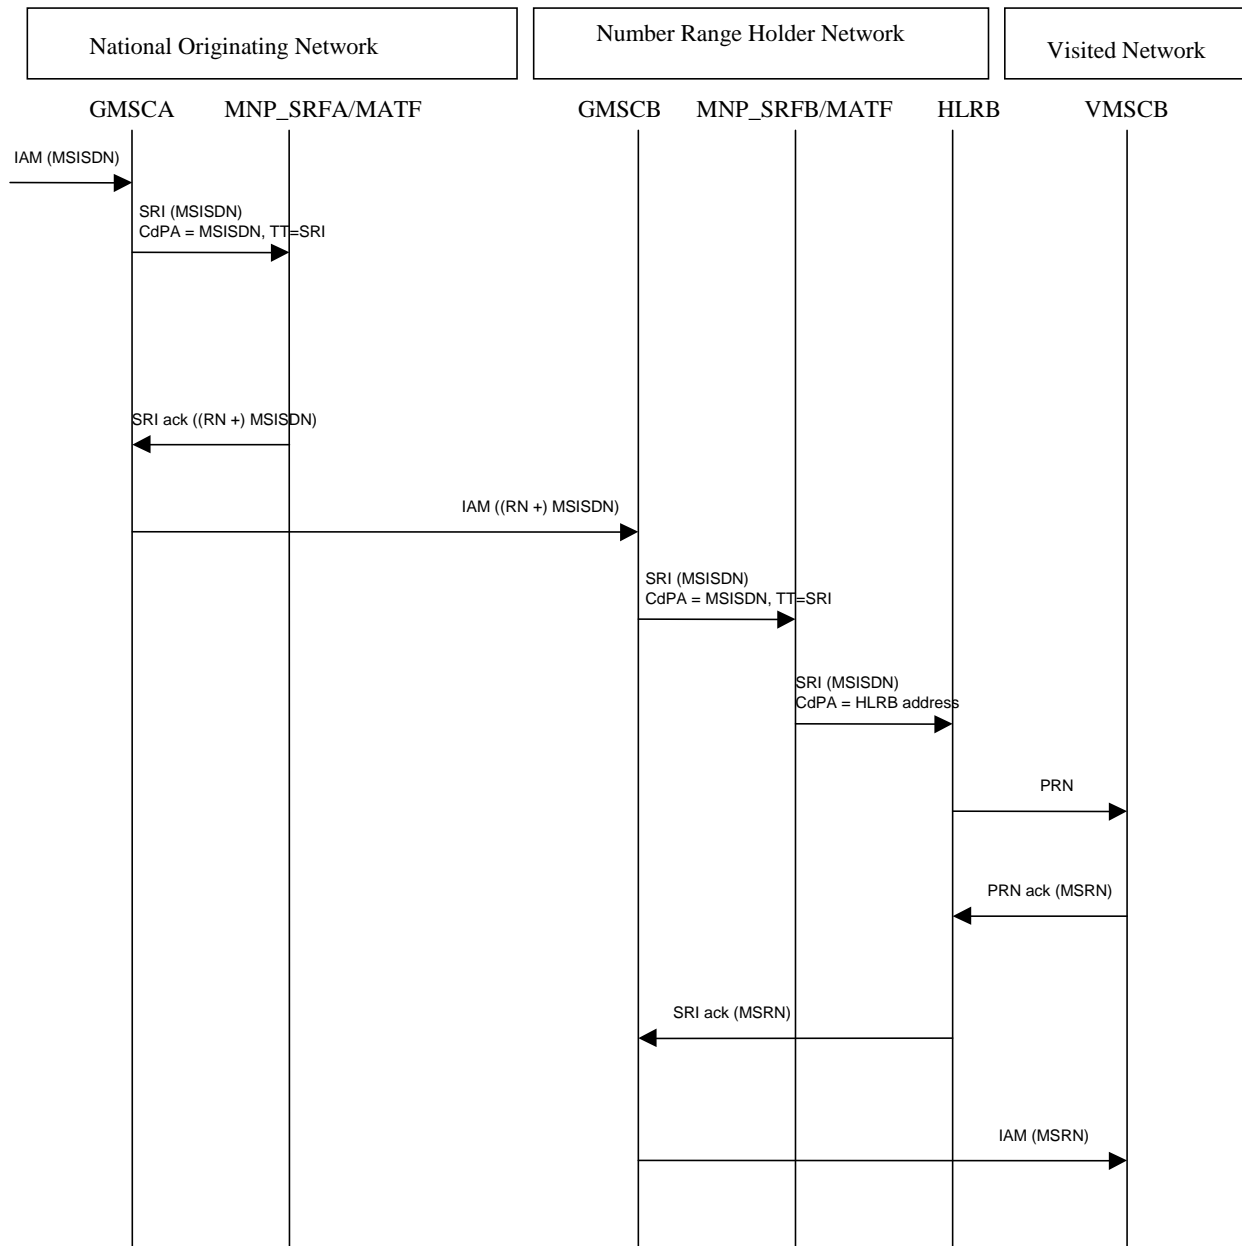 National Originating Network
Number Range Holder Network
Visited Network
GMSCA
MNP_SRFA/MATF
GMSCB
MNP_SRFB/MATF
HLRB
VMSCB
IAM (MSISDN)
SRI (MSISDN)
CdPA = MSISDN, TT=SRI
SRI ack ((RN +) MSISDN)
IAM ((RN +) MSISDN)
SRI (MSISDN)
CdPA = MSISDN, TT=SRI
SRI (MSISDN)
CdPA = HLRB address
PRN
PRN ack (MSRN)
SRI ack (MSRN)
IAM (MSRN)